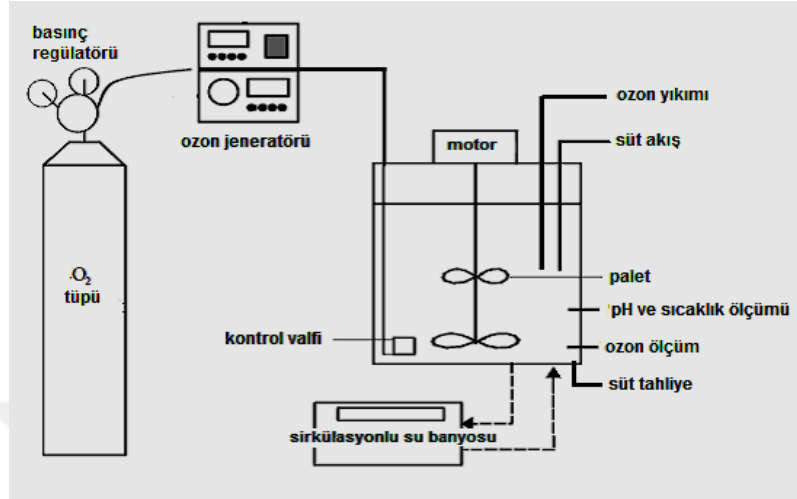 basınç
regülatörü
ozon jeneratörü
ozon yıkımı
süt akış
motor
O₂
tüpü
palet
pH ve sıcaklık ölçümü
kontrol valfi
ozon ölçüm
süt tahliye
sirkülasyonlu su banyosu